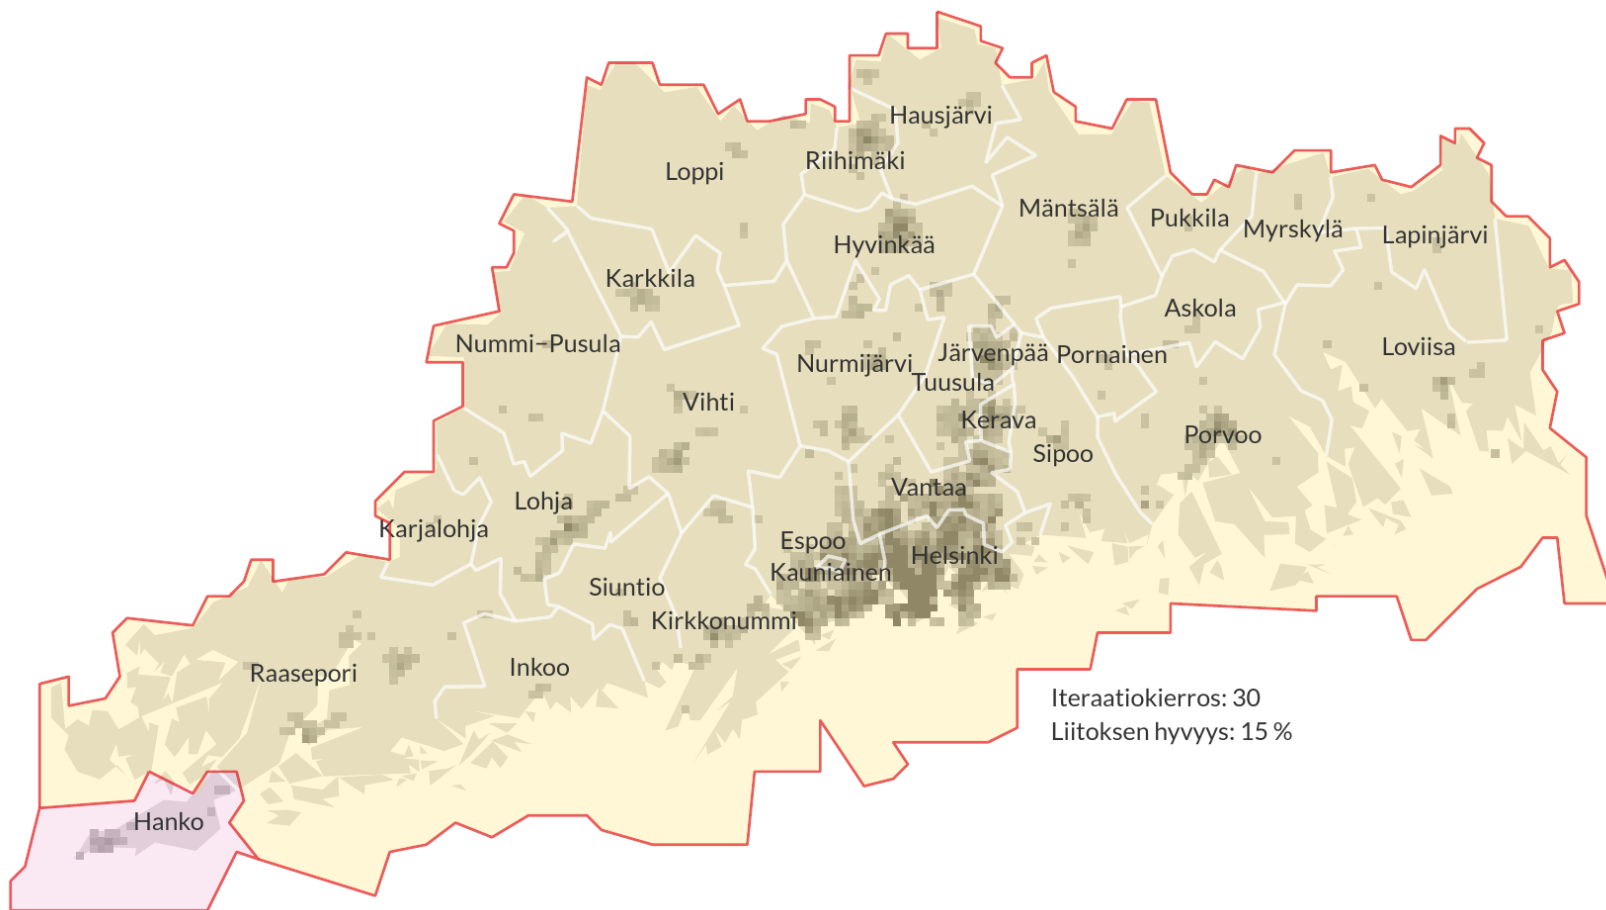 Hausjärvi
Riihimäki
Loppi
Mäntsälä
Pukkila
Myrskylä
Lapinjärvi
Hyvinkää
Karkkila
Askola
Nummi-Pusula
Loviisa
Järvenpää
Pornainen
Nurmijärvi
Tuusula
Vihti
Kerava
Porvoo
Sipoo
Vantaa
Lohja
Karjalohja
Espoo
Helsinki
Kauniainen
Siuntio
Kirkkonummi
Inkoo
Raasepori
Iteraatiokierros: 30
Liitoksen hyvyys: 15 %
Hanko